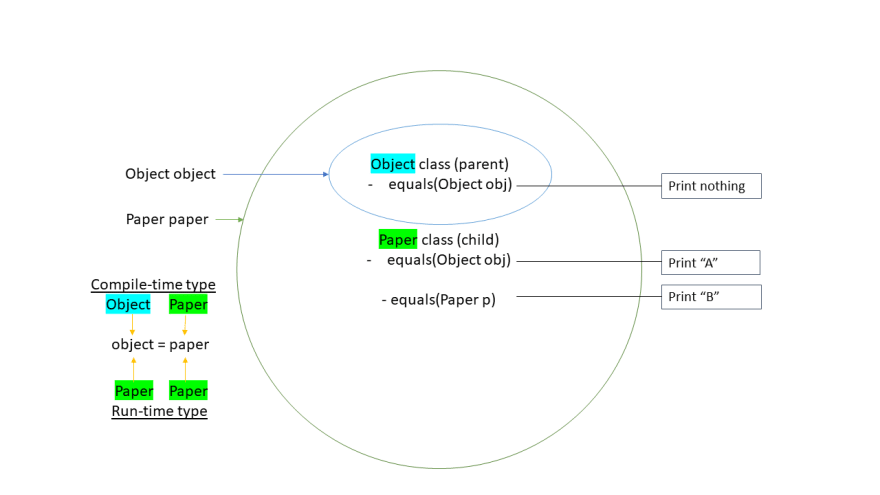 Object object
Paper paper
Object class (parent)
- equals(Object obj)
Print nothing
Paper class (child)
- equals(Object obj)
Print “A”
- equals(Paper p)
Print “B”
Compile-time type
Object Paper
object = paper
Paper Paper
Run-time type